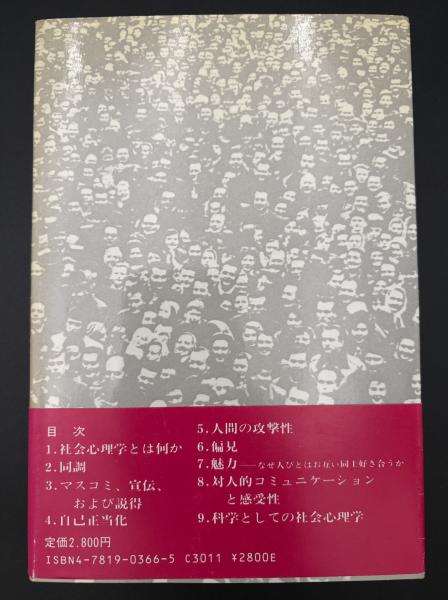 目 次
1.社会心理学とは何か
2.同調
3.マスコミ、宣伝、
および説得
4.自己正当化
5.人間の攻撃性
6.偏見
7.魅力——なぜ人びとはお互い同士好き合うか
8.対人的コミュニケーション
と感受性
9.科学としての社会心理学
定価2.800円
ISBN4-7819-0366-5 C3011 ¥2800E